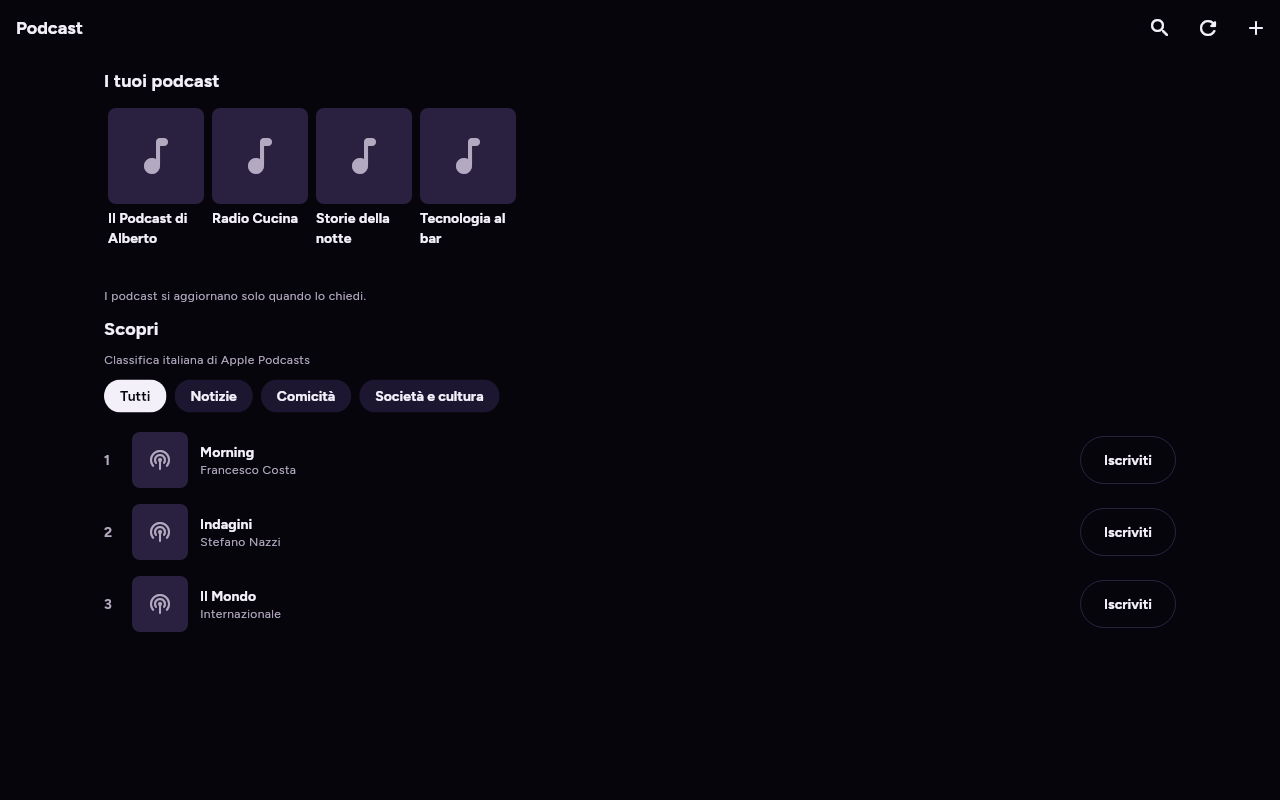 Podcast
I tuoi podcast
Il Podcast di Alberto
Radio Cucina
Storie della notte
Tecnologia al bar
I podcast si aggiornano solo quando lo chiedi.
Scopri
Classifica italiana di Apple Podcasts
Tutti
Notizie
Comicità
Società e cultura
1
Morning
Francesco Costa
Iscriviti
2
Indagini
Stefano Nazzi
Iscriviti
3
Il Mondo
Internazionale
Iscriviti